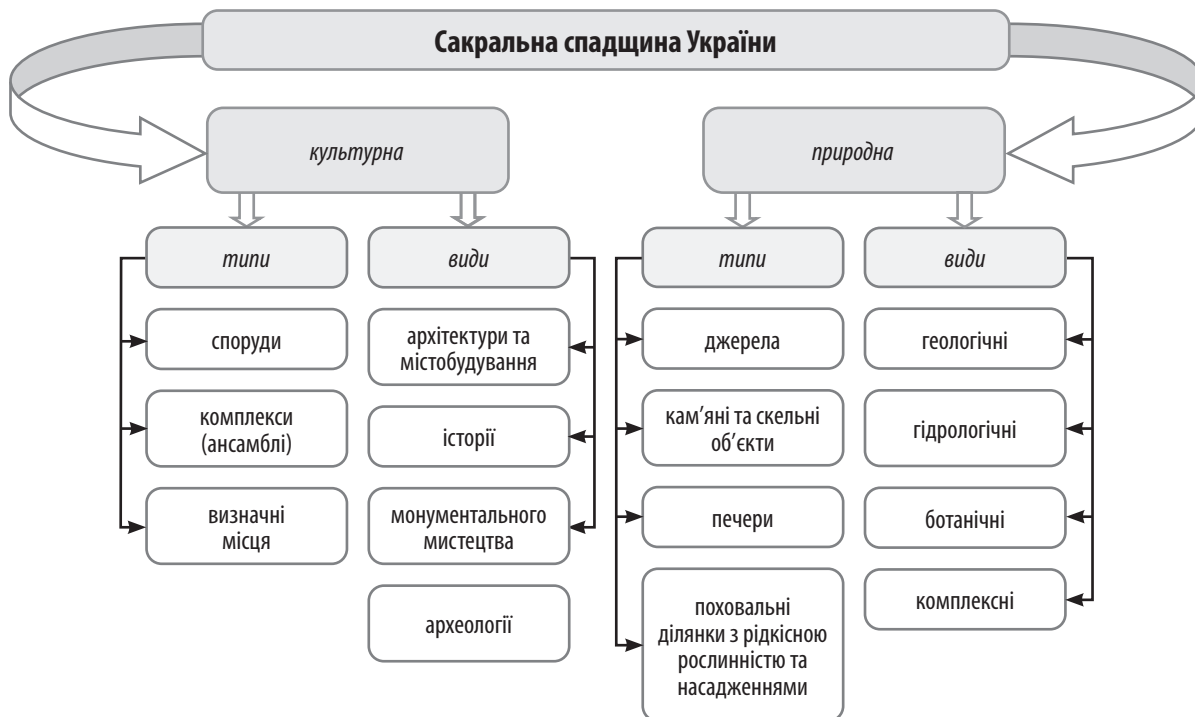 Сакральна спадщина України
культурна
природна
типи
види
типи
види
споруди
комплекси
(ансамблі)
визначні
місця
архітектури та
містобудування
історії
монументального
мистецтва
археології
джерела
кам’яні та скельні
об’єкти
печери
поховальні
ділянки з рідкісною
рослинністю та
насадженнями
геологічні
гідрологічні
ботанічні
комплексні